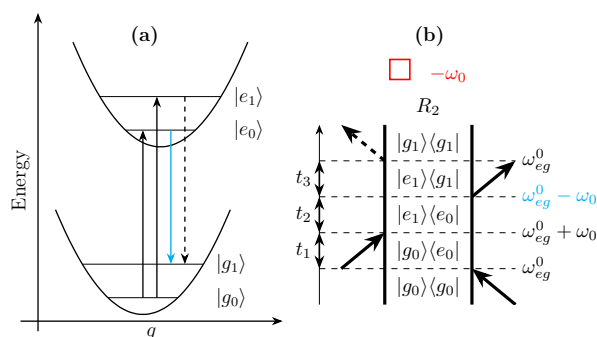 (a)
Energy
|e₁⟩
|e₀⟩
|g₁⟩
|g₀⟩
q
(b)
−ω₀
R₂
|g₁⟩⟨g₁|
ω⁰ₑg
t₃
|e₁⟩⟨g₁|
ω⁰ₑg − ω₀
t₂
|e₁⟩⟨e₀|
ω⁰ₑg + ω₀
t₁
|g₀⟩⟨e₀|
ω⁰ₑg
|g₀⟩⟨g₀|